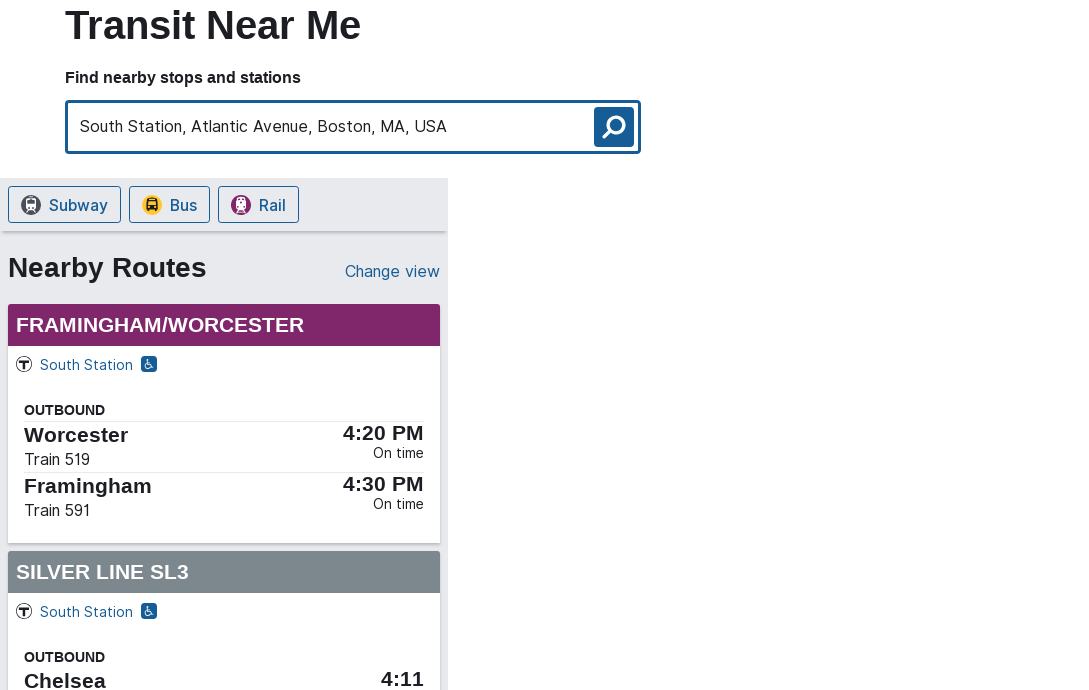 Transit Near Me
Find nearby stops and stations
South Station, Atlantic Avenue, Boston, MA, USA
Subway Bus Rail
Nearby Routes Change view
FRAMINGHAM/WORCESTER
T South Station
OUTBOUND
Worcester 4:20 PM
Train 519 On time
Framingham 4:30 PM
Train 591 On time
SILVER LINE SL3
T South Station
OUTBOUND
Chelsea 4:11